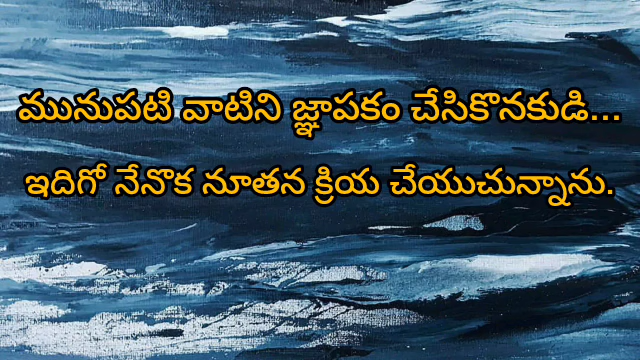 మునుపటి వాటిని జ్ఞాపకం చేసికొనకుడి...
ఇదిగో నేనొక నూతన క్రియ చేయుచున్నాను.